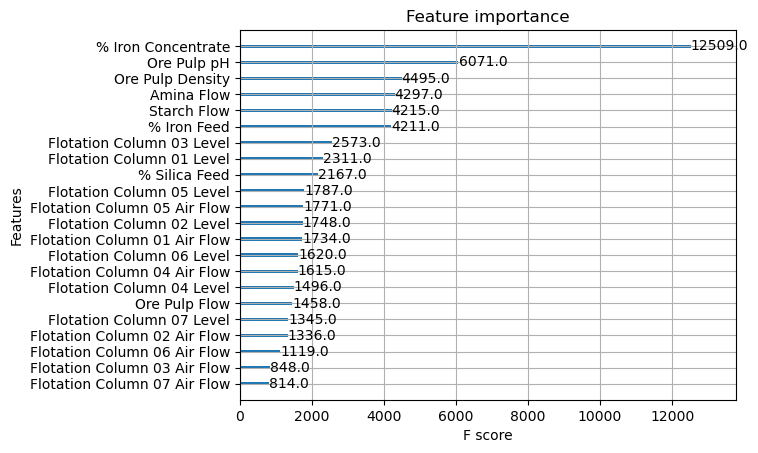 Feature importance
% Iron Concentrate 12509.0
Ore Pulp pH 6071.0
Ore Pulp Density 4495.0
Amina Flow 4297.0
Starch Flow 4215.0
% Iron Feed 4211.0
Flotation Column 03 Level 2573.0
Flotation Column 01 Level 2311.0
% Silica Feed 2167.0
Flotation Column 05 Level 1787.0
Flotation Column 05 Air Flow 1771.0
Flotation Column 02 Level 1748.0
Flotation Column 01 Air Flow 1734.0
Flotation Column 06 Level 1620.0
Flotation Column 04 Air Flow 1615.0
Flotation Column 04 Level 1496.0
Ore Pulp Flow 1458.0
Flotation Column 07 Level 1345.0
Flotation Column 02 Air Flow 1336.0
Flotation Column 06 Air Flow 1119.0
Flotation Column 03 Air Flow 848.0
Flotation Column 07 Air Flow 814.0
Features
0 2000 4000 6000 8000 10000 12000
F score